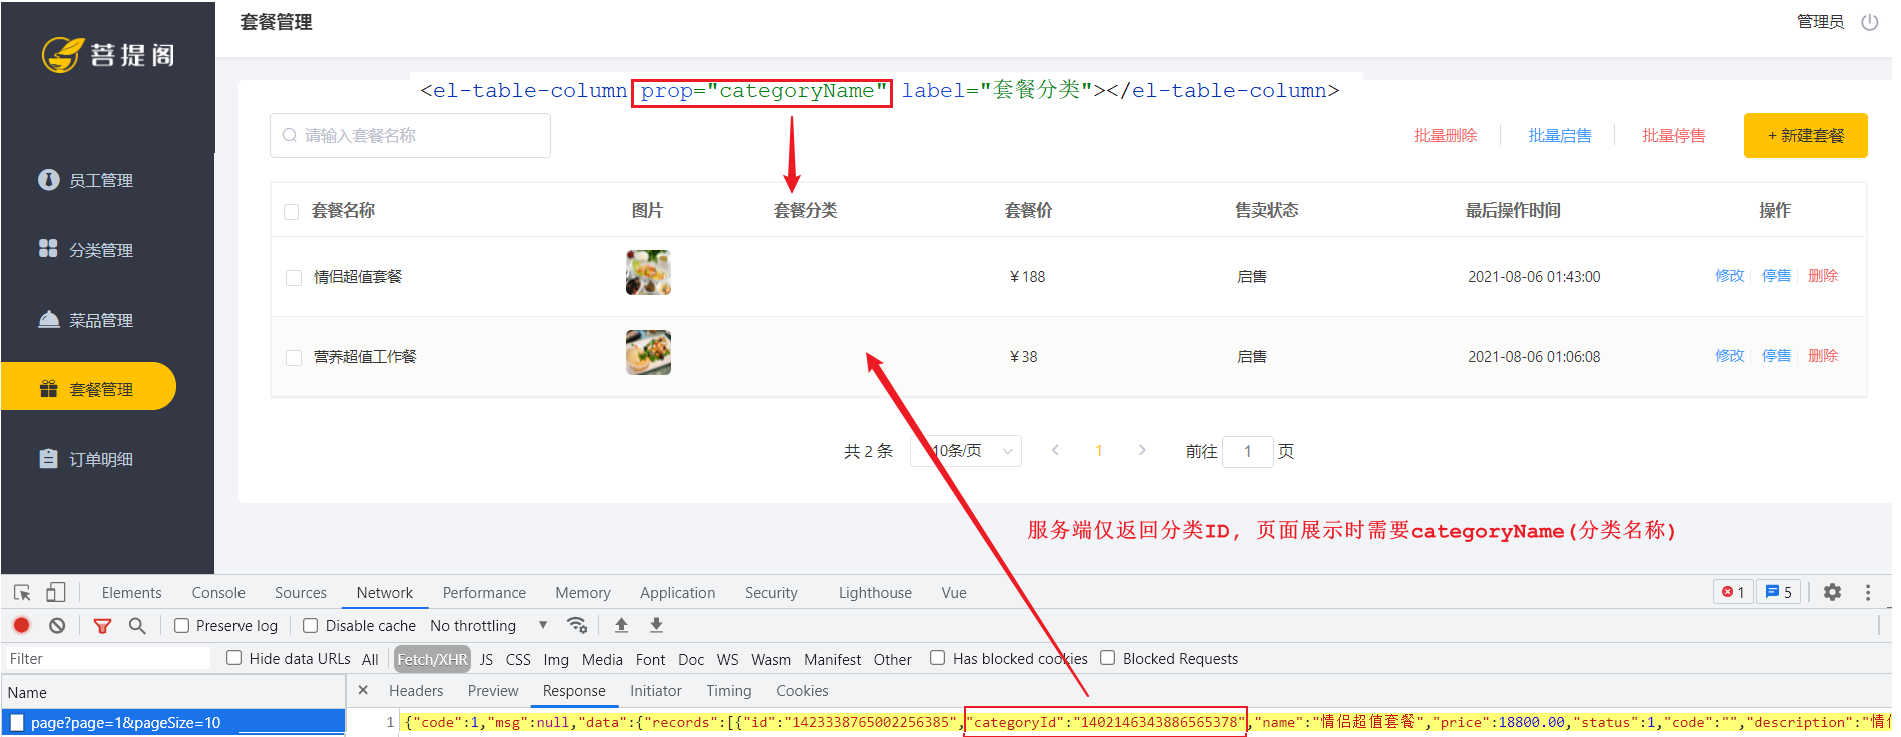 套餐管理
管理员
菩提阁
<el-table-column prop="categoryName" label="套餐分类"></el-table-column>
请输入套餐名称
批量删除 批量启售 批量停售 + 新建套餐
员工管理
分类管理
菜品管理
套餐管理
订单明细
套餐名称 图片 套餐分类 套餐价 售卖状态 最后操作时间 操作
情侣超值套餐 ¥188 启售 2021-08-06 01:43:00 修改 停售 删除
营养超值工作餐 ¥38 启售 2021-08-06 01:06:08 修改 停售 删除
共 2 条 10条/页 1 前往 1 页
服务端仅返回分类ID, 页面展示时需要categoryName(分类名称)
Elements Console Sources Network Performance Memory Application Security Lighthouse Vue 1 5
Preserve log Disable cache No throttling
Filter Hide data URLs All Fetch/XHR JS CSS Img Media Font Doc WS Wasm Manifest Other Has blocked cookies Blocked Requests
Name Headers Preview Response Initiator Timing Cookies
page?page=1&pageSize=10
1 {"code":1,"msg":null,"data":{"records":[{"id":"1423338765002256385","categoryId":"1402146343886565378","name":"情侣超值套餐","price":18800.00,"status":1,"code":"","description":"情